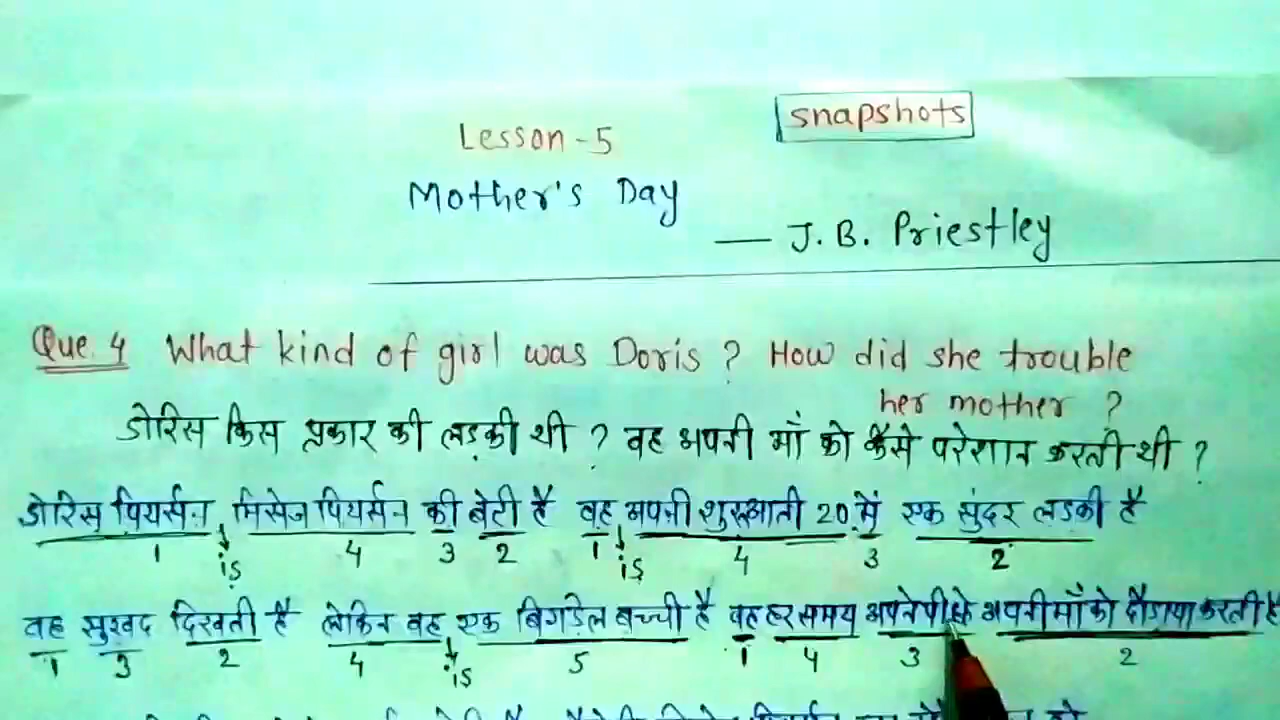 snapshots
Lesson - 5
Mother's Day
— J. B. Priestley
Que. 4 What kind of girl was Doris ? How did she trouble
her mother ?
डोरिस किस प्रकार की लड़की थी ? वह अपनी माँ को कैसे परेशान करती थी ?
डोरिस पियर्सन मिसेज पियर्सन की बेटी है वह अपनी शुरुआती 20 में एक सुंदर लड़की है
1 is 4 3 2 1 is 4 3 2
वह सुखद दिखती है लेकिन वह एक बिगड़ैल बच्ची है वह हर समय अपने पीछे अपनी माँ को दौड़ाया करती है
1 3 2 4 is 5 1 4 3 2